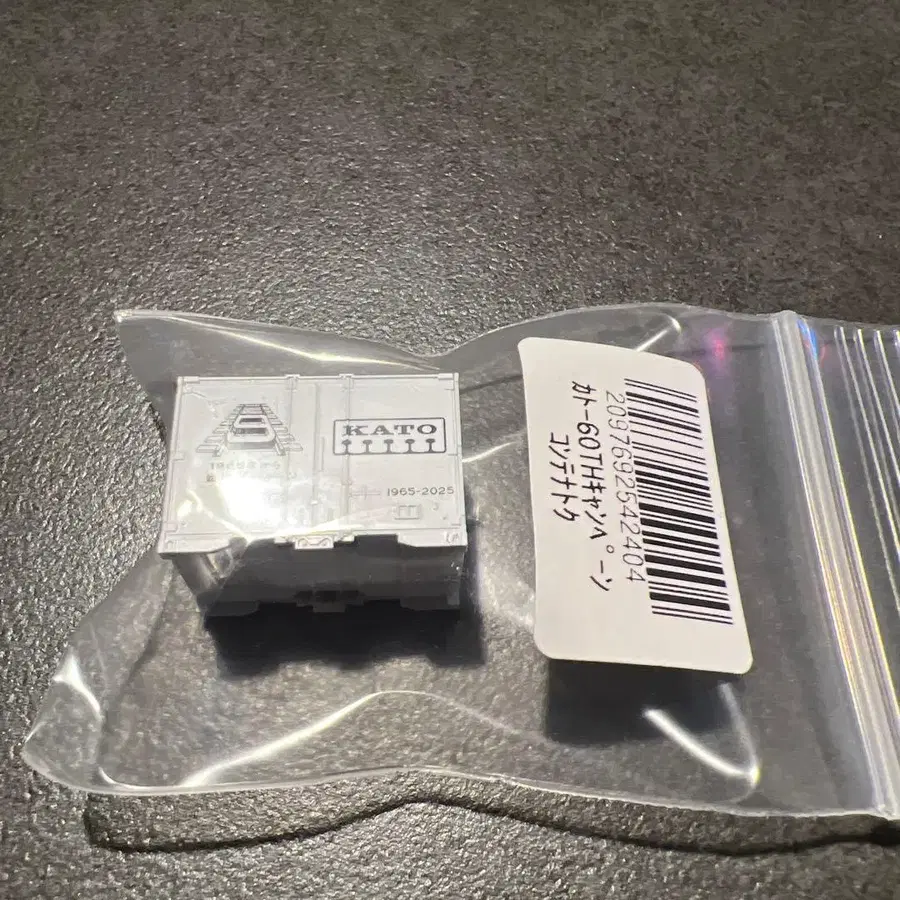 KATO
1965-2025
2097692542404
ｶﾄｰ60THｷｬﾝﾍﾟｰﾝ
ｺﾝﾃﾅﾄｸ